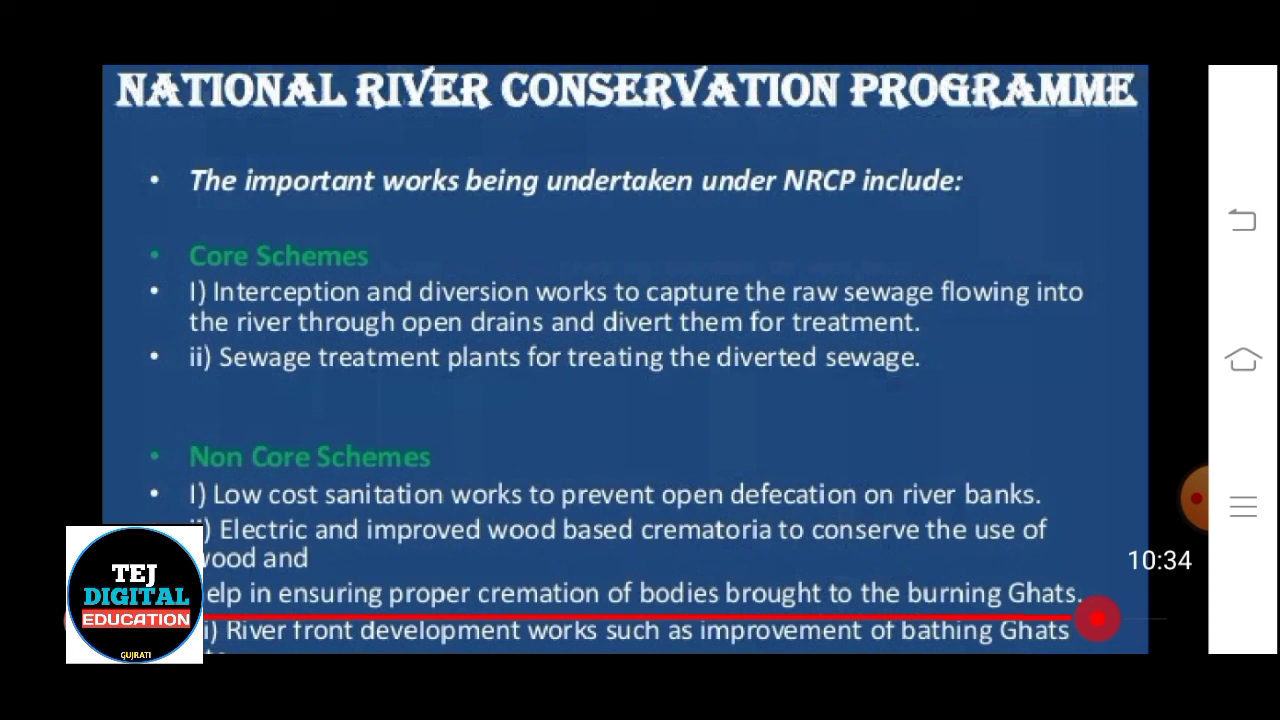 NATIONAL RIVER CONSERVATION PROGRAMME
• The important works being undertaken under NRCP include:
• Core Schemes
• I) Interception and diversion works to capture the raw sewage flowing into
the river through open drains and divert them for treatment.
• ii) Sewage treatment plants for treating the diverted sewage.
• Non Core Schemes
• I) Low cost sanitation works to prevent open defecation on river banks.
Electric and improved wood based crematoria to conserve the use of
and
in ensuring proper cremation of bodies brought to the burning Ghats.
River front development works such as improvement of bathing Ghats
10:34
TEJ
DIGITAL
EDUCATION
GUJRATI